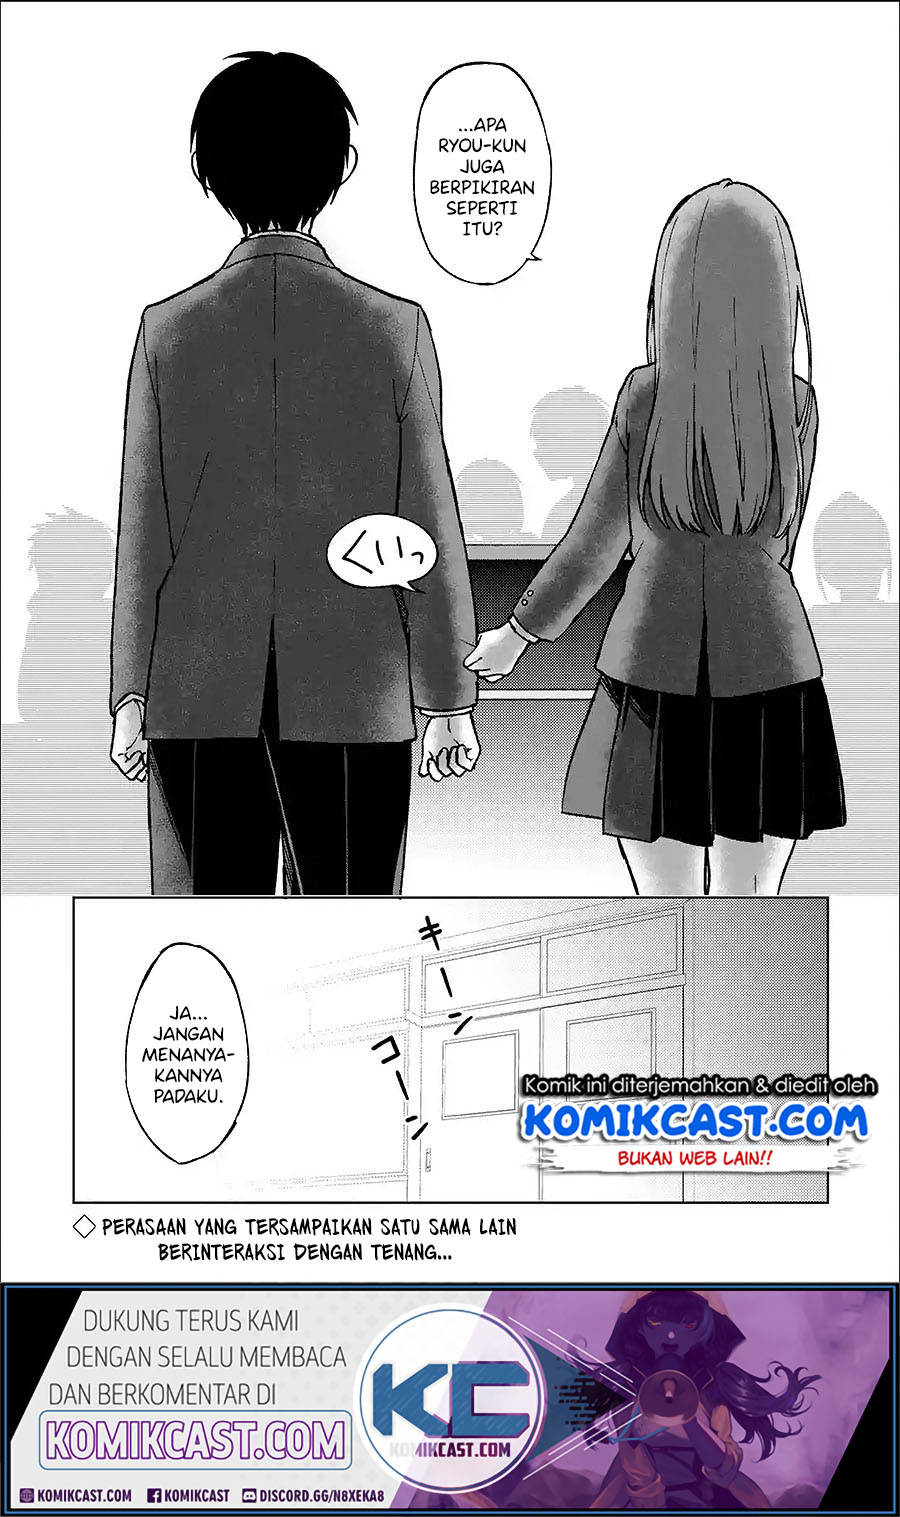 ...APA
RYOU-KUN
JUGA
BERPIKIRAN
SEPERTI
ITU?
ぐいっ
キーン
コーン
JA...
JANGAN
MENANYA-
KANNYA
PADAKU.
Komik ini diterjemahkan & diedit oleh
KOMIKCAST.COM
BUKAN WEB LAIN!!
◇ PERASAAN YANG TERSAMPAIKAN SATU SAMA LAIN
BERINTERAKSI DENGAN TENANG...
DUKUNG TERUS KAMI
DENGAN SELALU MEMBACA
DAN BERKOMENTAR DI
KOMIKCAST.COM
KC
KOMIKCAST.COM
KOMIKCAST.COM
KOMIKCAST
DISCORD.GG/N8XEKA8